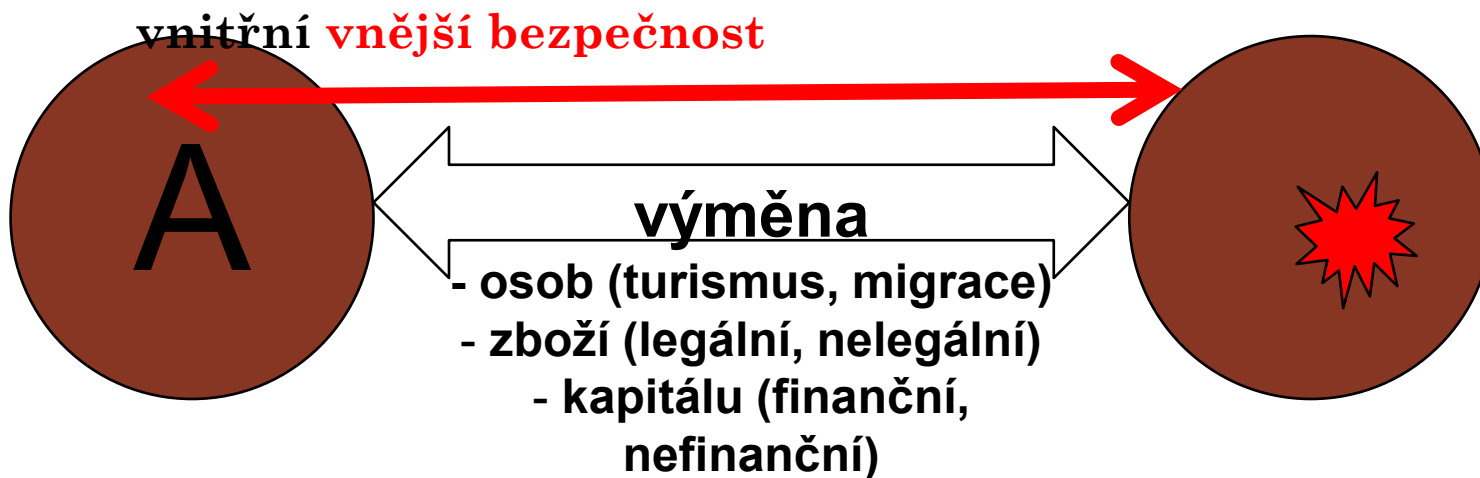 vnitřní vnější bezpečnost
A
výměna
- osob (turismus, migrace)
- zboží (legální, nelegální)
- kapitálu (finanční,
nefinanční)